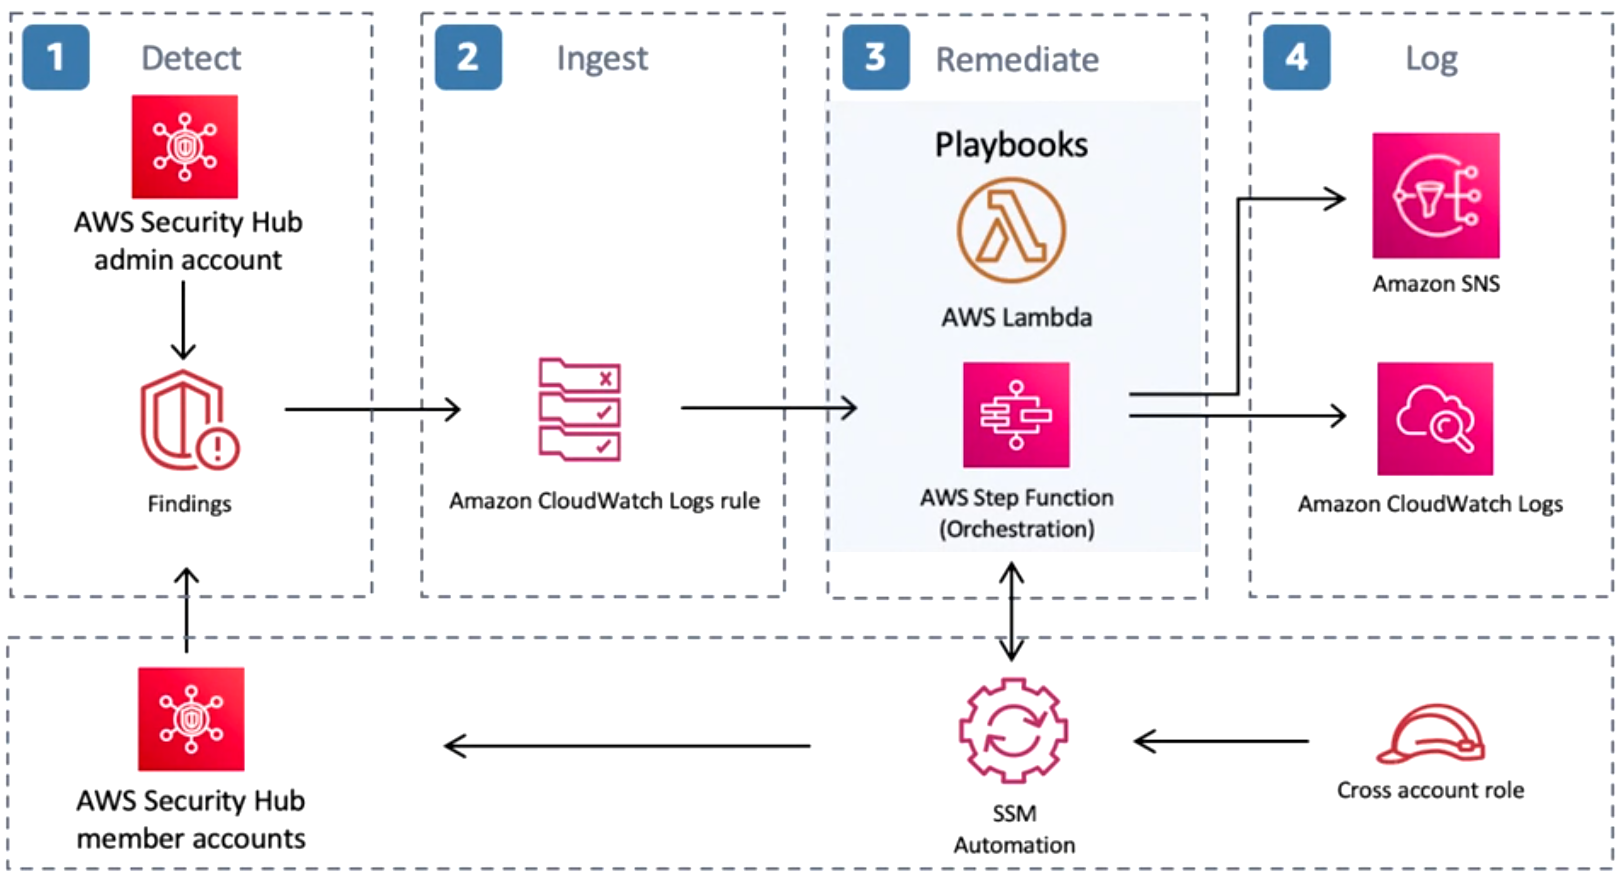 1 Detect
AWS Security Hub
admin account
Findings
2 Ingest
Amazon CloudWatch Logs rule
3 Remediate
Playbooks
AWS Lambda
AWS Step Function
(Orchestration)
4 Log
Amazon SNS
Amazon CloudWatch Logs
AWS Security Hub
member accounts
SSM
Automation
Cross account role